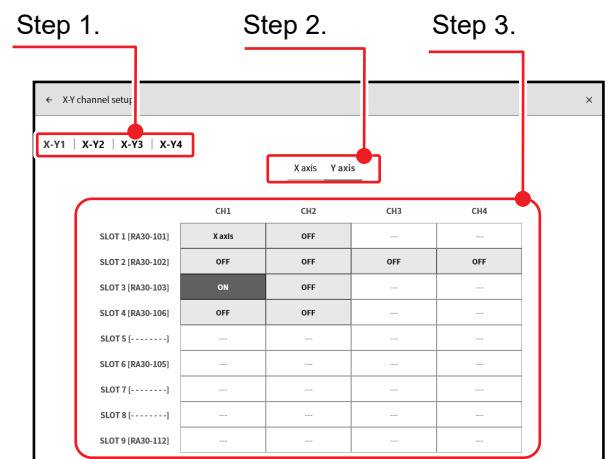 Step 1. Step 2. Step 3.
← X-Y channel setup ×
X-Y1 | X-Y2 | X-Y3 | X-Y4
X axis Y axis
CH1 CH2 CH3 CH4
SLOT 1 [RA30-101] X axis OFF --- ---
SLOT 2 [RA30-102] OFF OFF OFF OFF
SLOT 3 [RA30-103] ON OFF --- ---
SLOT 4 [RA30-106] OFF OFF --- ---
SLOT 5 [- - - - - - - -] --- --- --- ---
SLOT 6 [RA30-105] --- --- --- ---
SLOT 7 [- - - - - - - -] --- --- --- ---
SLOT 8 [- - - - - - - -] --- --- --- ---
SLOT 9 [RA30-112] --- --- --- ---